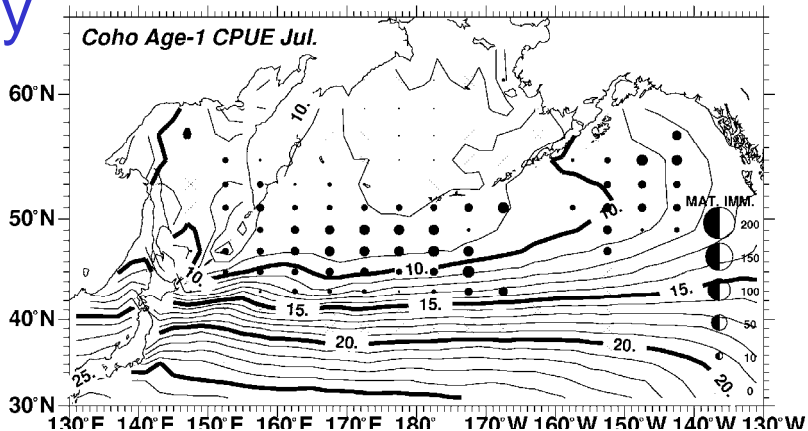 y
Coho Age-1 CPUE Jul.
60°N
10.
50°N
MAT. IMM.
10.
200
10.
10.
150
15.
15.
15.
100
40°N
50
20.
20.
10
25.
20.
0
30°N
130°E 140°E 150°E 160°E 170°E 180° 170°W 160°W 150°W 140°W 130°W